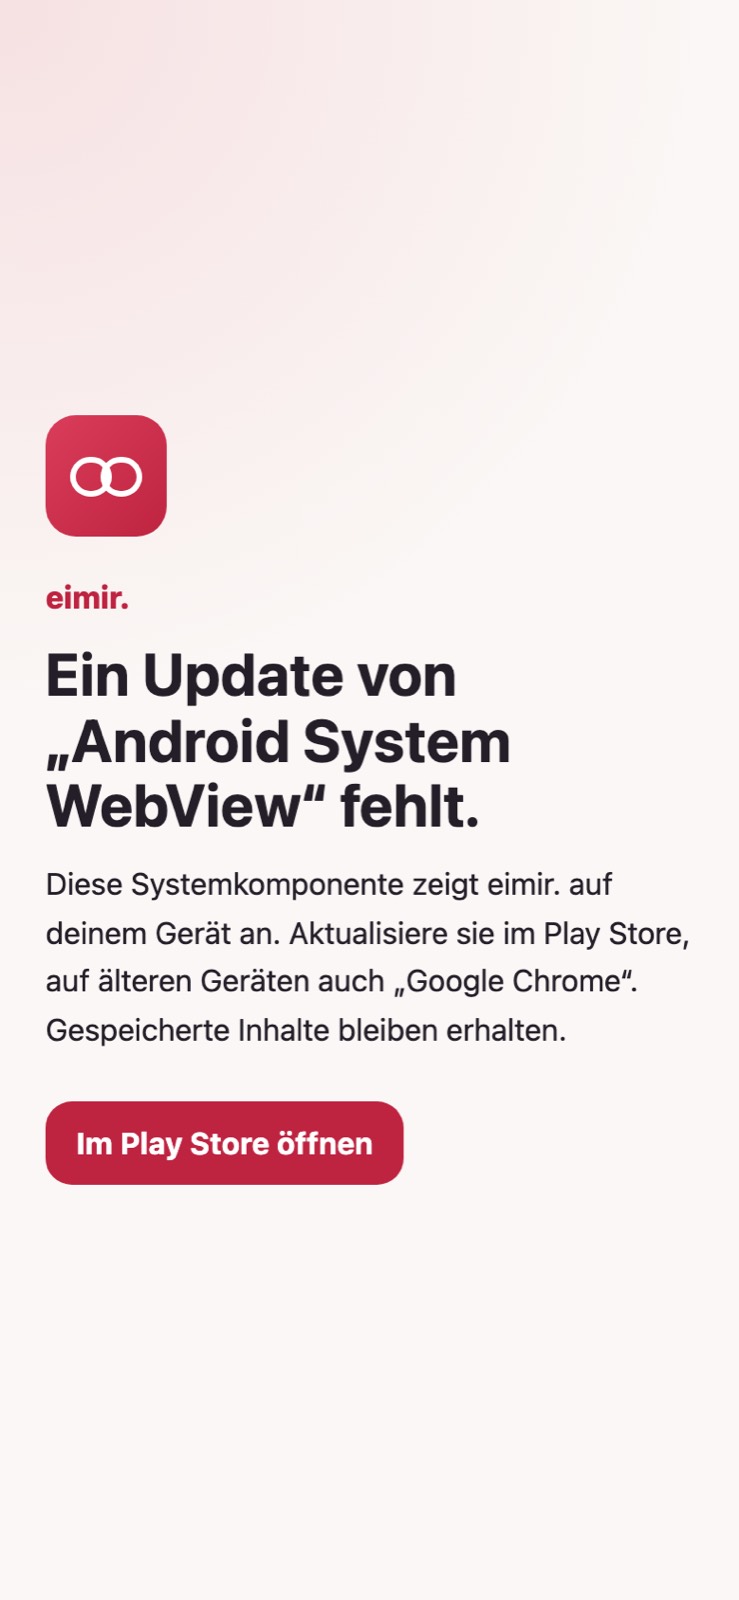 eimir.
Ein Update von
„Android System
WebView“ fehlt.
Diese Systemkomponente zeigt eimir. auf
deinem Gerät an. Aktualisiere sie im Play Store,
auf älteren Geräten auch „Google Chrome“.
Gespeicherte Inhalte bleiben erhalten.
Im Play Store öffnen